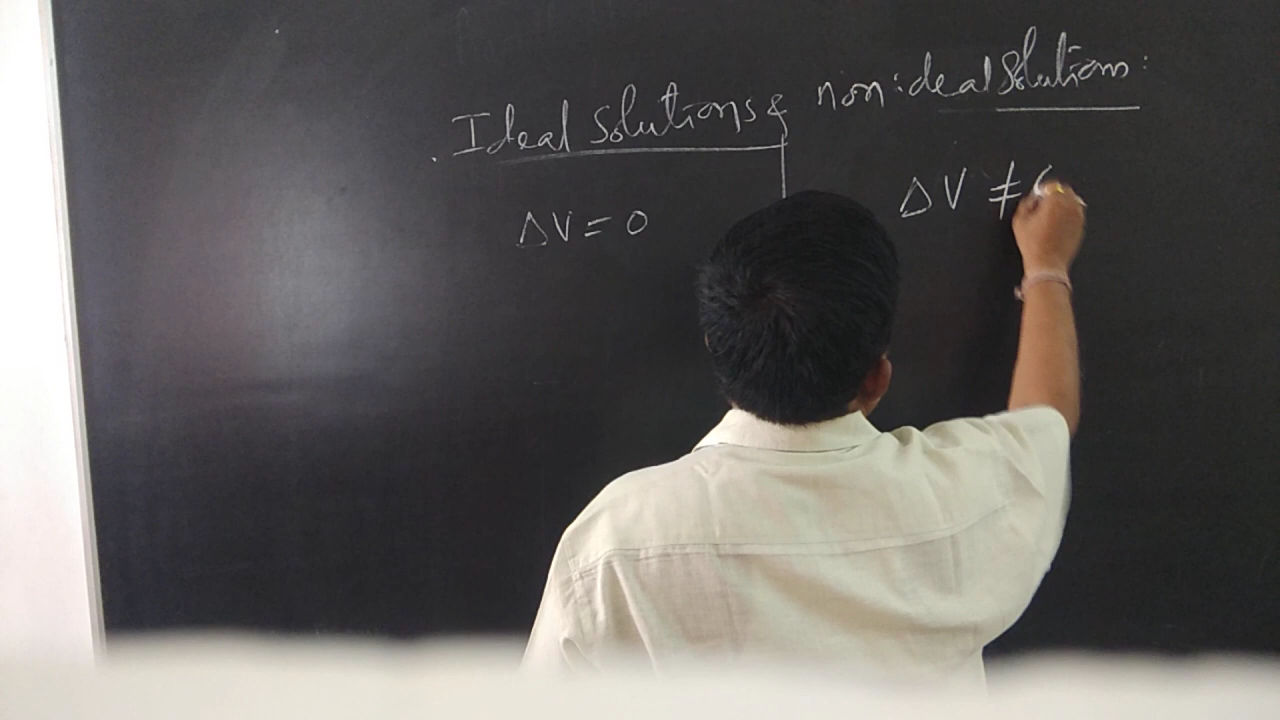 Ideal Solutions & non-ideal Solutions:
ΔV = 0
ΔV ≠